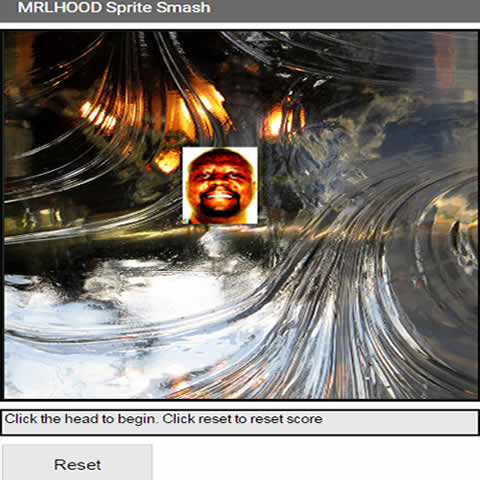 MRLHOOD Sprite Smash
Click the head to begin. Click reset to reset score
Reset